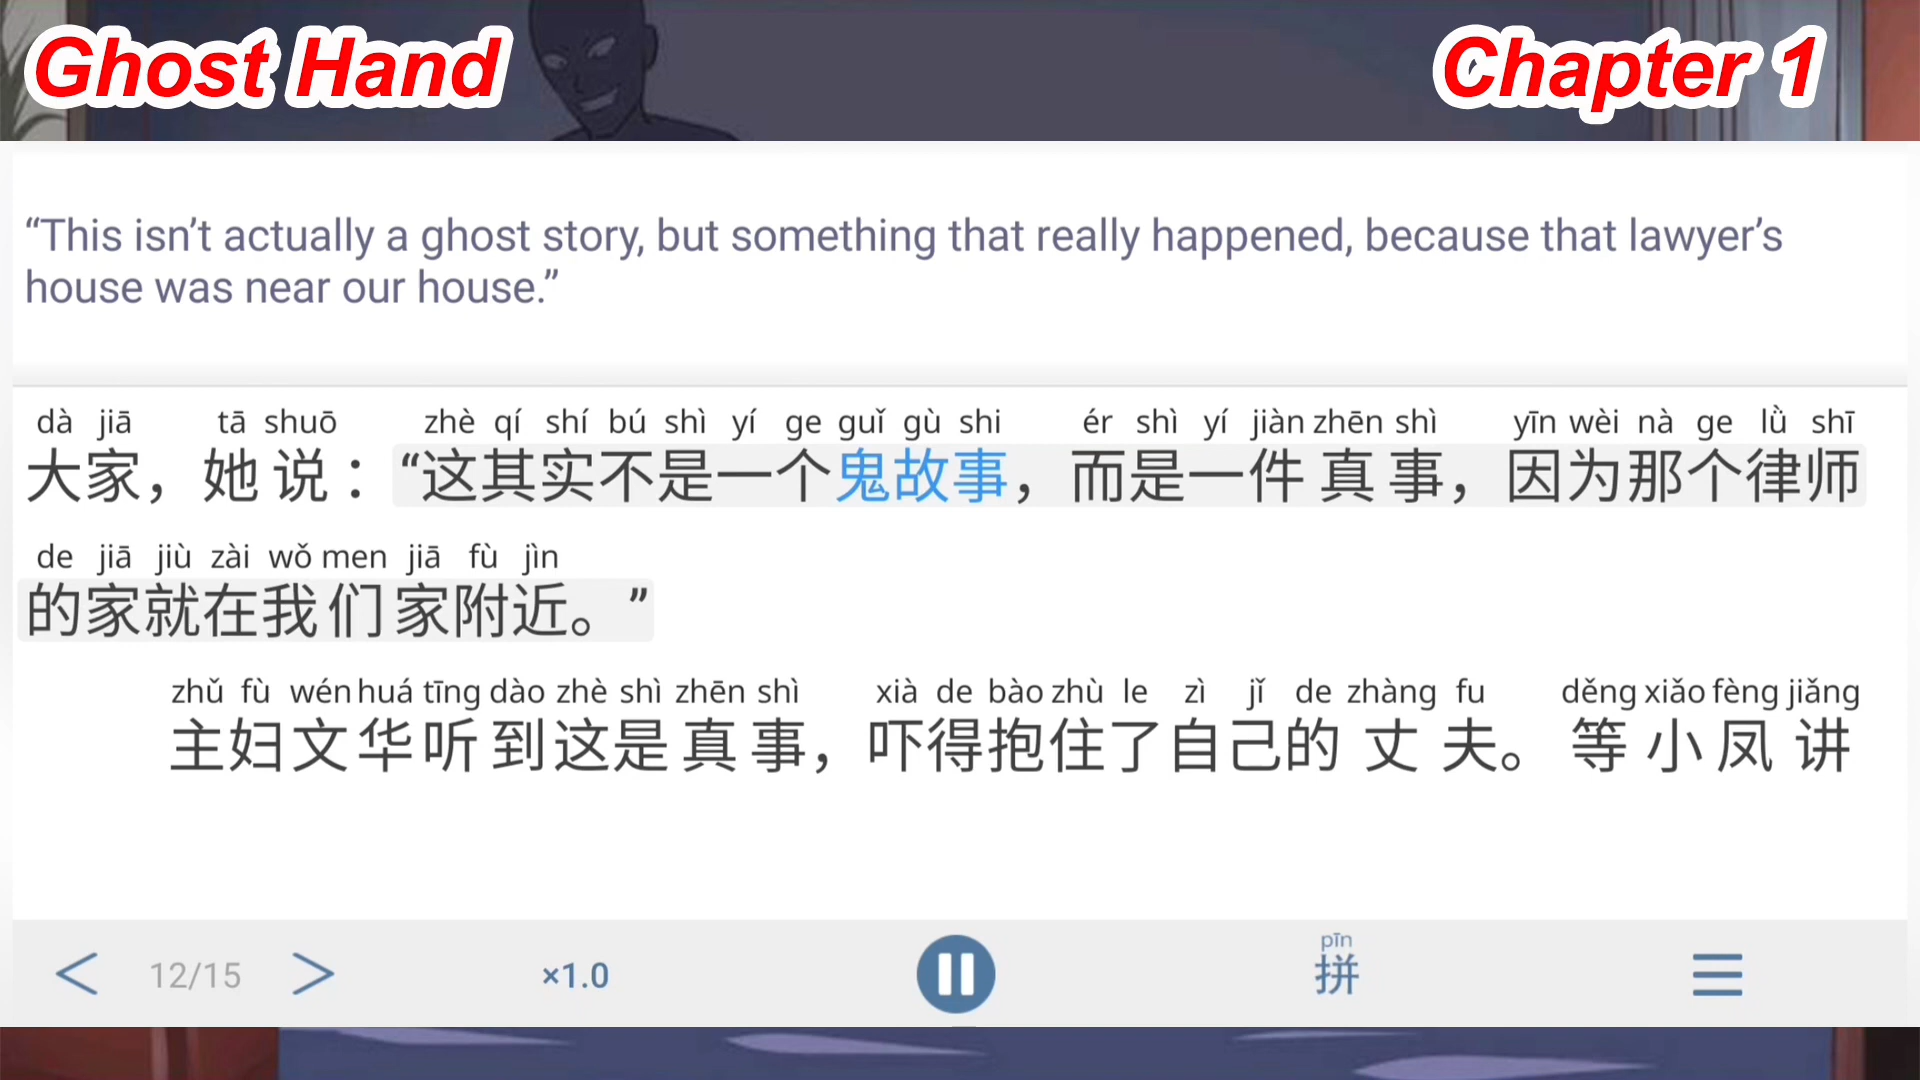 Ghost Hand
Chapter 1
“This isn’t actually a ghost story, but something that really happened, because that lawyer’s
house was near our house.”
dà jiā tā shuō zhè qí shí bú shì yí ge guǐ gù shi ér shì yí jiàn zhēn shì yīn wèi nà ge lǜ shī
大家，她说：“这其实不是一个鬼故事，而是一件真事，因为那个律师
de jiā jiù zài wǒ men jiā fù jìn
的家就在我们家附近。”
zhǔ fù wén huá tīng dào zhè shì zhēn shì xià de bào zhù le zì jǐ de zhàng fu děng xiǎo fèng jiǎng
主妇文华听到这是真事，吓得抱住了自己的丈夫。等小凤讲
12/15
×1.0
pīn
拼